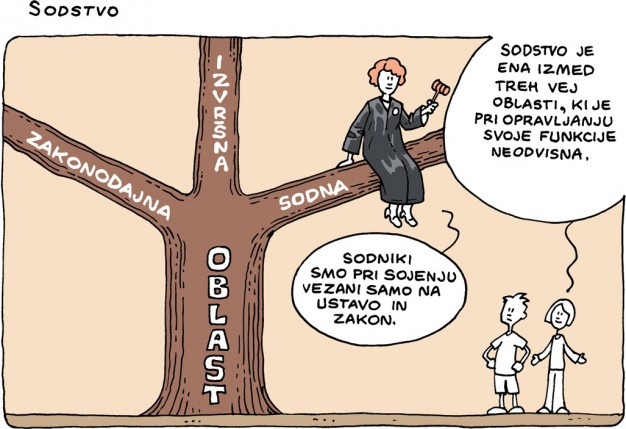 SODSTVO
SODSTVO JE
ENA IZMED
TREH VEJ
OBLASTI, KI JE
PRI OPRAVLJANJU
SVOJE FUNKCIJE
NEODVISNA.
IZVRŠNA
ZAKONODAJNA
SODNA
OBLAST
SODNIKI
SMO PRI SOJENJU
VEZANI SAMO NA
USTAVO IN
ZAKON.